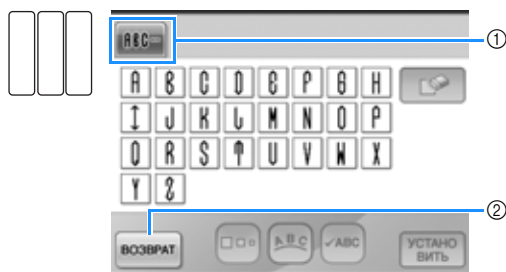 ABC
①
A B C D E F G H
I J K L M N O P
Q R S T U V W X
Y Z
②
ВОЗВРАТ ABC ✓ABC УСТАНО
ВИТЬ